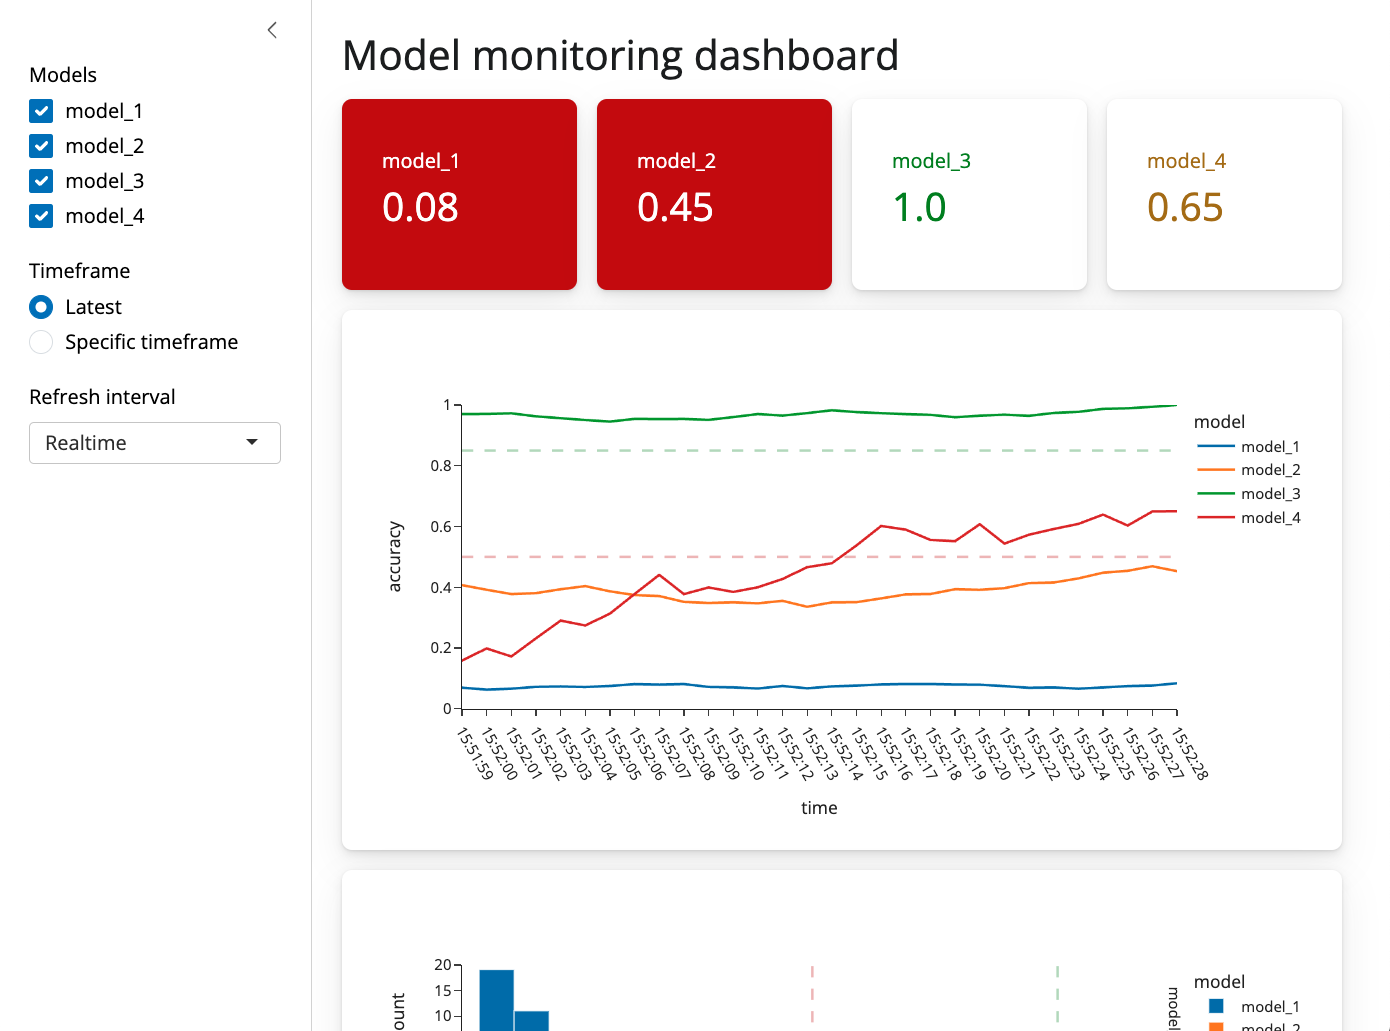 Models
model_1
model_2
model_3
model_4
Timeframe
Latest
Specific timeframe
Refresh interval
Realtime
Model monitoring dashboard
model_1
0.08
model_2
0.45
model_3
1.0
model_4
0.65
1
0.8
0.6
0.4
0.2
0
accuracy
15:51:59
15:52:00
15:52:01
15:52:02
15:52:03
15:52:04
15:52:05
15:52:06
15:52:07
15:52:08
15:52:09
15:52:10
15:52:11
15:52:12
15:52:13
15:52:14
15:52:15
15:52:16
15:52:17
15:52:18
15:52:19
15:52:20
15:52:21
15:52:22
15:52:23
15:52:24
15:52:25
15:52:26
15:52:27
15:52:28
time
model
model_1
model_2
model_3
model_4
20
15
10
ount
model
model
model_1
model_2